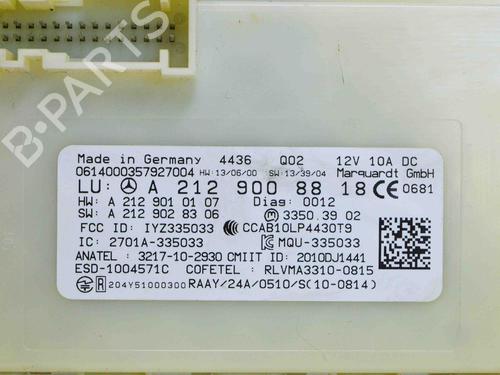 B-PARTS
Made in Germany 4436 Q02 12V 10A DC
0614000357927004 HW:13/06/00 SW:13/39/04 Marquardt GmbH
LU: A 212 900 88 18 CE 0681
HW: A 212 901 01 07 Diag: 0012
SW: A 212 902 83 06 3350.3902
FCC ID: IYZ335033 CCAB10LP4430T9
IC: 2701A-335033 MQU-335033
ANATEL : 3217-10-2930 CMIIT ID: 2010DJ1441
ESD-1004571C COFETEL : RLVMA3310-0815
R 204Y51000300 RAAY/24A/0510/S(10-0814)